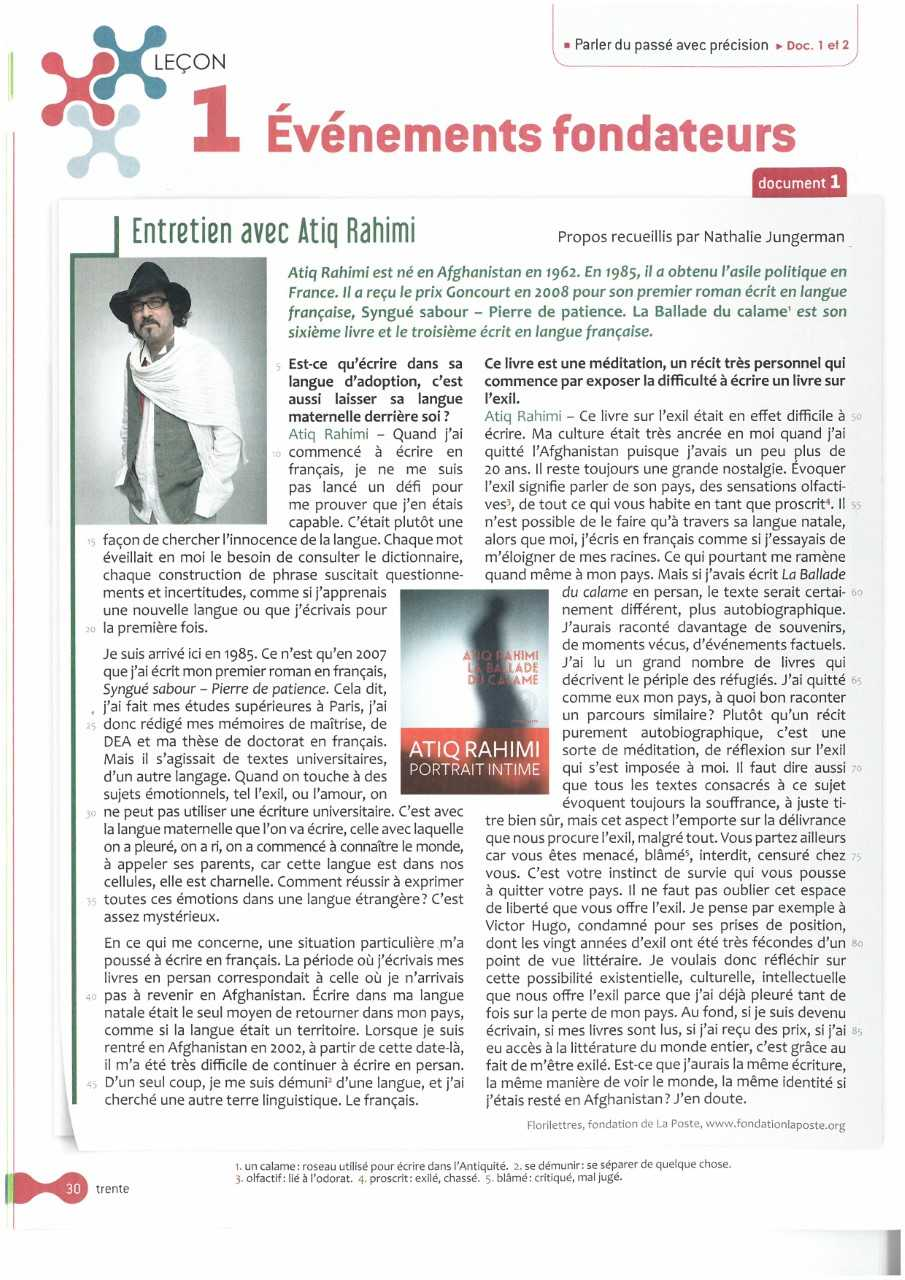 ▪ Parler du passé avec précision ▸ Doc. 1 et 2
LEÇON
1 Événements fondateurs
document 1
Entretien avec Atiq Rahimi
Propos recueillis par Nathalie Jungerman
Atiq Rahimi est né en Afghanistan en 1962. En 1985, il a obtenu l'asile politique en
France. Il a reçu le prix Goncourt en 2008 pour son premier roman écrit en langue
française, Syngué sabour – Pierre de patience. La Ballade du calame¹ est son
sixième livre et le troisième écrit en langue française.
5 Est-ce qu'écrire dans sa
langue d'adoption, c'est
aussi laisser sa langue
maternelle derrière soi ?
Atiq Rahimi – Quand j'ai
10 commencé à écrire en
français, je ne me suis
pas lancé un défi pour
me prouver que j'en étais
capable. C'était plutôt une
15 façon de chercher l'innocence de la langue. Chaque mot
éveillait en moi le besoin de consulter le dictionnaire,
chaque construction de phrase suscitait questionne-
ments et incertitudes, comme si j'apprenais
une nouvelle langue ou que j'écrivais pour
20 la première fois.
Je suis arrivé ici en 1985. Ce n'est qu'en 2007
que j'ai écrit mon premier roman en français,
Syngué sabour – Pierre de patience. Cela dit,
j'ai fait mes études supérieures à Paris, j'ai
25 donc rédigé mes mémoires de maîtrise, de
DEA et ma thèse de doctorat en français.
Mais il s'agissait de textes universitaires,
d'un autre langage. Quand on touche à des
sujets émotionnels, tel l'exil, ou l'amour, on
30 ne peut pas utiliser une écriture universitaire. C'est avec
la langue maternelle que l'on va écrire, celle avec laquelle
on a pleuré, on a ri, on a commencé à connaître le monde,
à appeler ses parents, car cette langue est dans nos
cellules, elle est charnelle. Comment réussir à exprimer
35 toutes ces émotions dans une langue étrangère ? C'est
assez mystérieux.
En ce qui me concerne, une situation particulière m'a
poussé à écrire en français. La période où j'écrivais mes
livres en persan correspondait à celle où je n'arrivais
40 pas à revenir en Afghanistan. Écrire dans ma langue
natale était le seul moyen de retourner dans mon pays,
comme si la langue était un territoire. Lorsque je suis
rentré en Afghanistan en 2002, à partir de cette date-là,
il m'a été très difficile de continuer à écrire en persan.
45 D'un seul coup, je me suis démuni² d'une langue, et j'ai
cherché une autre terre linguistique. Le français.
ATIQ RAHIMI
LA BALLADE
DU CALAME
ATIQ RAHIMI
PORTRAIT INTIME
Ce livre est une méditation, un récit très personnel qui
commence par exposer la difficulté à écrire un livre sur
l'exil.
Atiq Rahimi – Ce livre sur l'exil était en effet difficile à 50
écrire. Ma culture était très ancrée en moi quand j'ai
quitté l'Afghanistan puisque j'avais un peu plus de
20 ans. Il reste toujours une grande nostalgie. Évoquer
l'exil signifie parler de son pays, des sensations olfacti-
ves³, de tout ce qui vous habite en tant que proscrit⁴. Il 55
n'est possible de le faire qu'à travers sa langue natale,
alors que moi, j'écris en français comme si j'essayais de
m'éloigner de mes racines. Ce qui pourtant me ramène
quand même à mon pays. Mais si j'avais écrit La Ballade
du calame en persan, le texte serait certai- 60
nement différent, plus autobiographique.
J'aurais raconté davantage de souvenirs,
de moments vécus, d'événements factuels.
J'ai lu un grand nombre de livres qui
décrivent le périple des réfugiés. J'ai quitté 65
comme eux mon pays, à quoi bon raconter
un parcours similaire ? Plutôt qu'un récit
purement autobiographique, c'est une
sorte de méditation, de réflexion sur l'exil
qui s'est imposée à moi. Il faut dire aussi 70
que tous les textes consacrés à ce sujet
évoquent toujours la souffrance, à juste ti-
tre bien sûr, mais cet aspect l'emporte sur la délivrance
que nous procure l'exil, malgré tout. Vous partez ailleurs
car vous êtes menacé, blâmé⁵, interdit, censuré chez 75
vous. C'est votre instinct de survie qui vous pousse
à quitter votre pays. Il ne faut pas oublier cet espace
de liberté que vous offre l'exil. Je pense par exemple à
Victor Hugo, condamné pour ses prises de position,
dont les vingt années d'exil ont été très fécondes d'un 80
point de vue littéraire. Je voulais donc réfléchir sur
cette possibilité existentielle, culturelle, intellectuelle
que nous offre l'exil parce que j'ai déjà pleuré tant de
fois sur la perte de mon pays. Au fond, si je suis devenu
écrivain, si mes livres sont lus, si j'ai reçu des prix, si j'ai 85
eu accès à la littérature du monde entier, c'est grâce au
fait de m'être exilé. Est-ce que j'aurais la même écriture,
la même manière de voir le monde, la même identité si
j'étais resté en Afghanistan ? J'en doute.
Florilettres, fondation de La Poste, www.fondationlaposte.org
1. un calame : roseau utilisé pour écrire dans l'Antiquité. 2. se démunir : se séparer de quelque chose.
3. olfactif : lié à l'odorat. 4. proscrit : exilé, chassé. 5. blâmé : critiqué, mal jugé.
30 trente